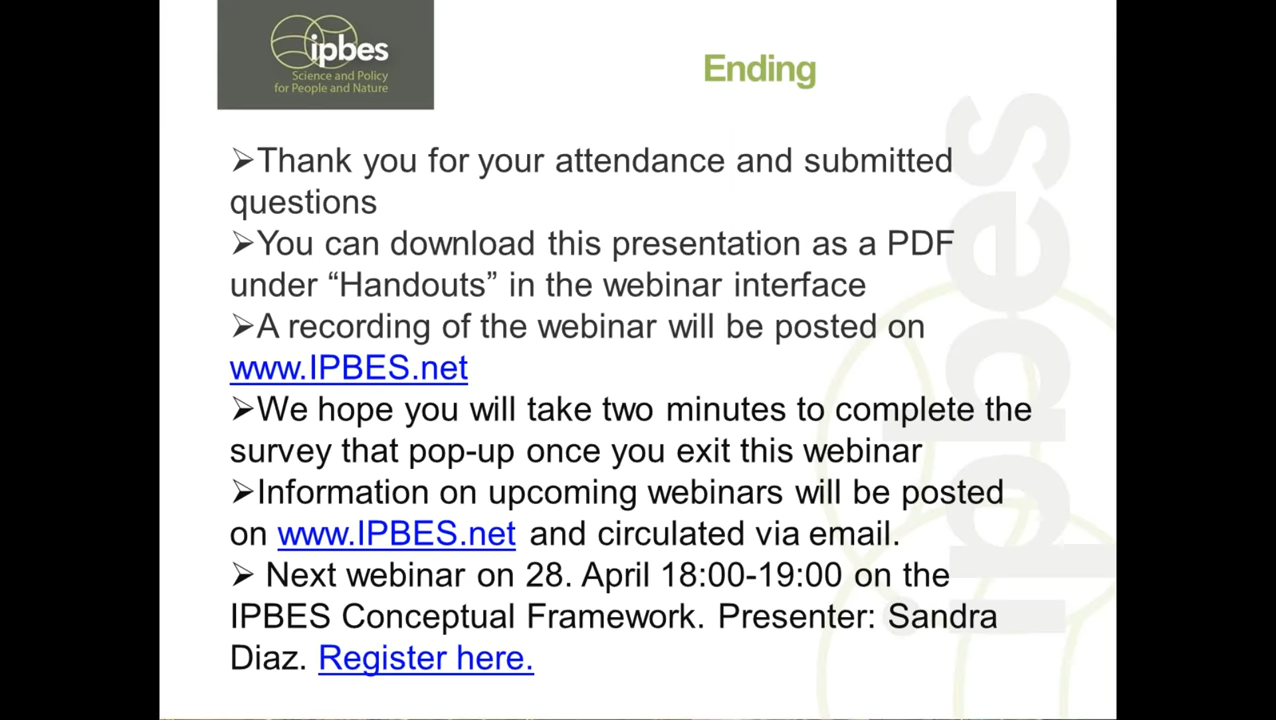 ipbes
Science and Policy
for People and Nature
Ending
➢Thank you for your attendance and submitted
questions
➢You can download this presentation as a PDF
under “Handouts” in the webinar interface
➢A recording of the webinar will be posted on
www.IPBES.net
➢We hope you will take two minutes to complete the
survey that pop-up once you exit this webinar
➢Information on upcoming webinars will be posted
on www.IPBES.net and circulated via email.
➢ Next webinar on 28. April 18:00-19:00 on the
IPBES Conceptual Framework. Presenter: Sandra
Diaz. Register here.
ipbes